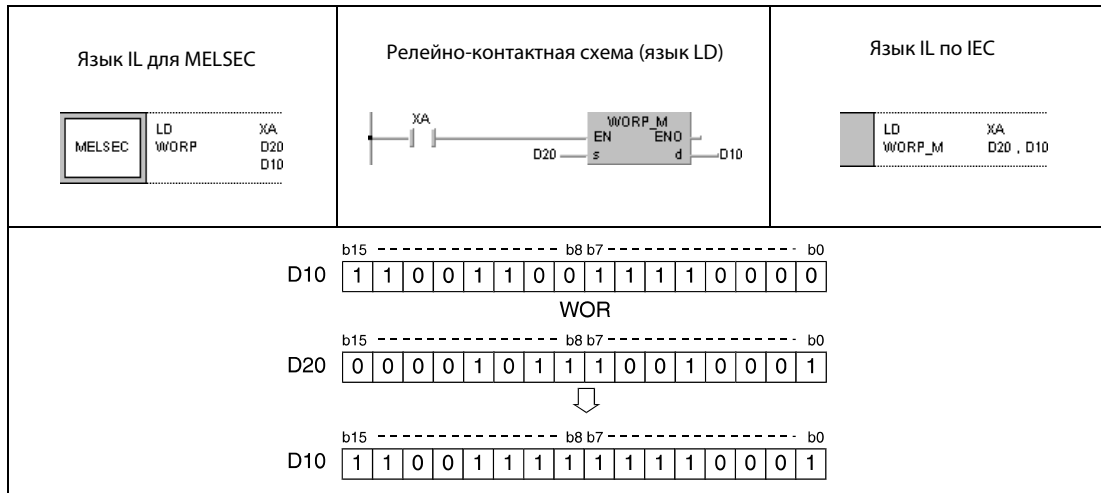 Язык IL для MELSEC
Релейно-контактная схема (язык LD)
Язык IL по IEC
MELSEC
LD XA
WORP D20
D10
XA
WORP_M
EN ENO
D20 s d D10
LD XA
WORP_M D20 , D10
b15 b8 b7 b0
D10 1 1 0 0 1 1 0 0 1 1 1 1 0 0 0 0
WOR
b15 b8 b7 b0
D20 0 0 0 0 1 0 1 1 1 0 0 1 0 0 0 1
b15 b8 b7 b0
D10 1 1 0 0 1 1 1 1 1 1 1 1 0 0 0 1